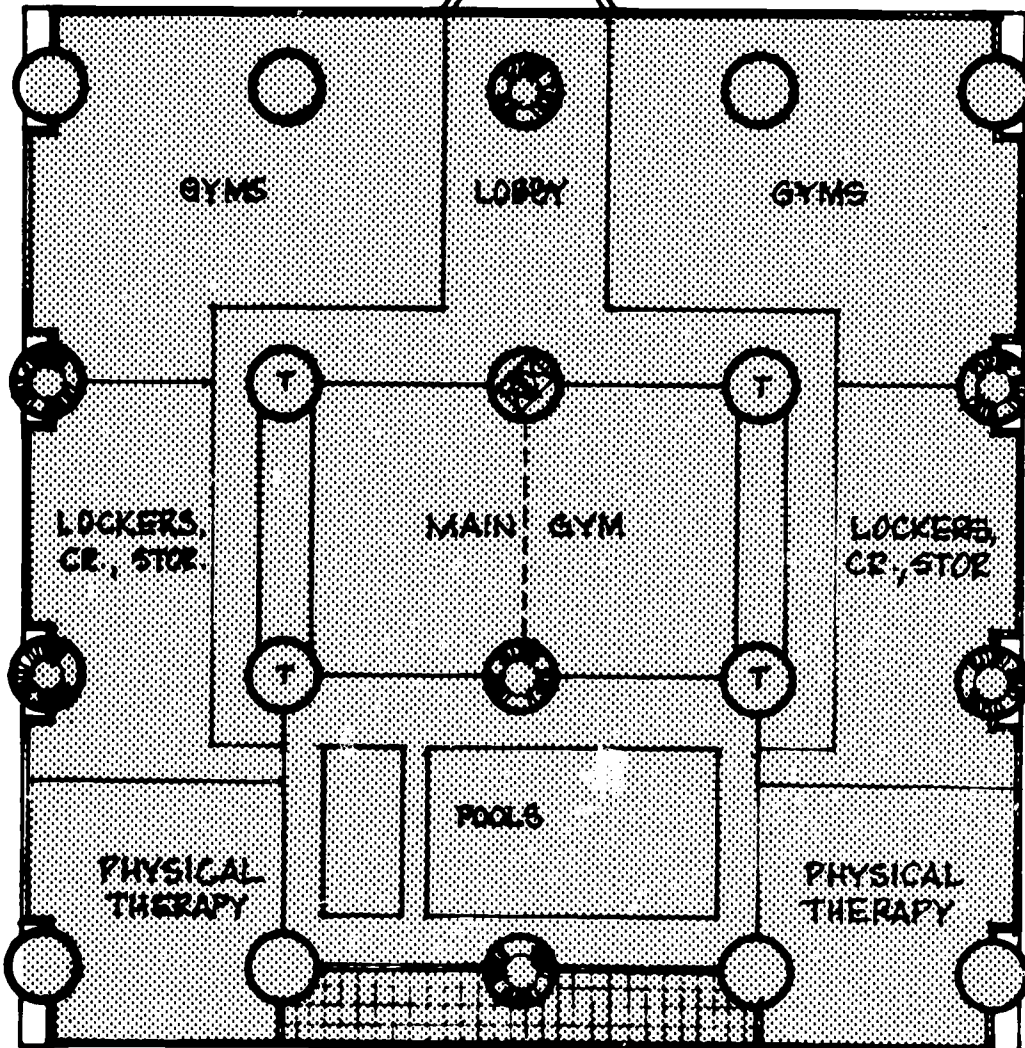 GYMS
LOBBY
GYMS
T
T
LOCKERS,
CR., STOR.
MAIN GYM
LOCKERS,
CR., STOR
T
T
POOLS
PHYSICAL
THERAPY
PHYSICAL
THERAPY